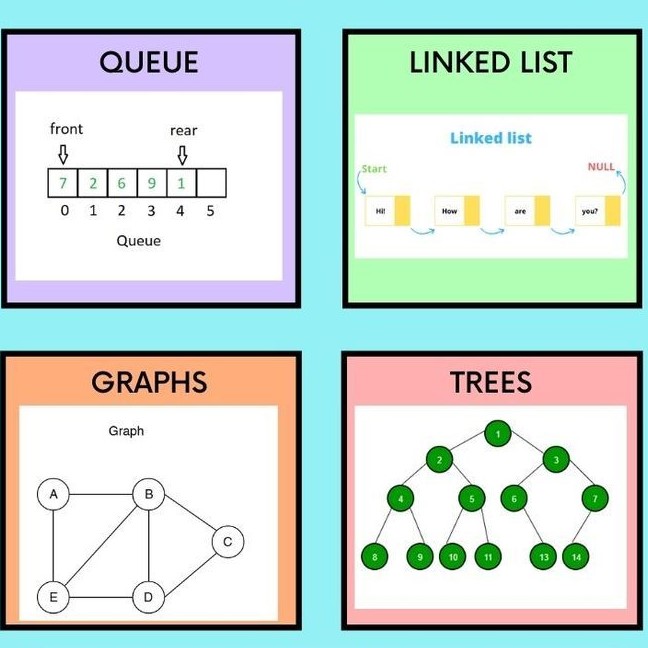 QUEUE
front rear
7 2 6 9 1
0 1 2 3 4 5
Queue
LINKED LIST
Linked list
Start
NULL
Hi! How are you?
GRAPHS
Graph
A B
C
E D
TREES
1
2 3
4 5 6 7
8 9 10 11 13 14